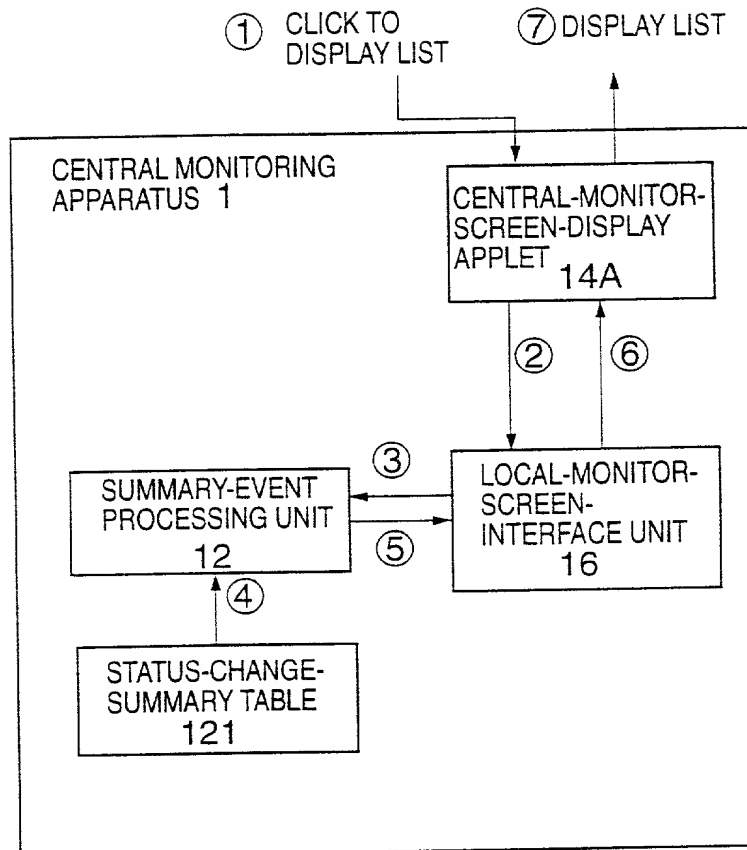 ① CLICK TO
DISPLAY LIST
⑦ DISPLAY LIST
CENTRAL MONITORING
APPARATUS 1
CENTRAL-MONITOR-
SCREEN-DISPLAY
APPLET
14A
②
⑥
③
SUMMARY-EVENT
PROCESSING UNIT
12
⑤
LOCAL-MONITOR-
SCREEN-
INTERFACE UNIT
16
④
STATUS-CHANGE-
SUMMARY TABLE
121